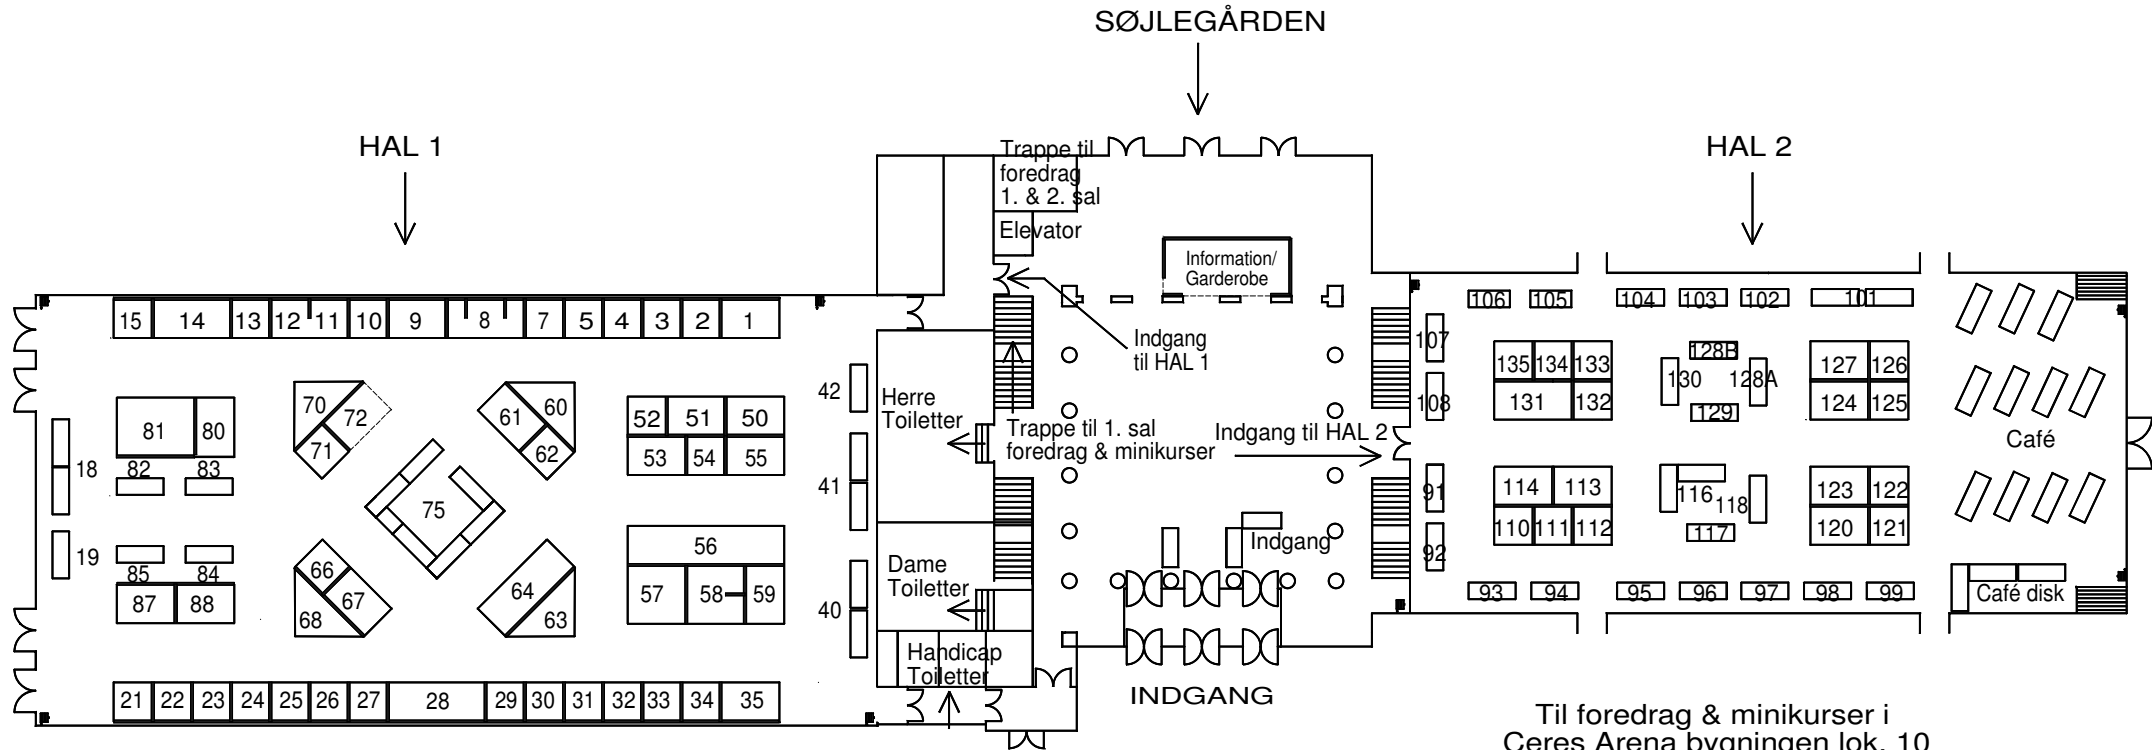 SØJLEGÅRDEN
HAL 1
HAL 2
Trappe til
foredrag
1. & 2. sal
Elevator
Information/
Garderobe
Indgang
til HAL 1
15 14 13 12 11 10 9 8 7 5 4 3 2 1
106 105 104 103 102 101
107
135 134 133
128B
127 126
130
128A
131 132
129
124 125
108
42
Herre
Toiletter
70 72
71
61 60
62
52 51 50
53 54 55
81 80
82 83
18
75
41
Trappe til 1. sal
foredrag & minikurser
Indgang til HAL 2
Café
91
114 113
116
118
123 122
110 111 112
117
120 121
92
Indgang
19
85 84
87 88
66
67
68
64
63
56
57 58 59
40
Dame
Toiletter
Handicap
Toiletter
93 94 95 96 97 98 99
Café disk
21 22 23 24 25 26 27 28 29 30 31 32 33 34 35
INDGANG
Til foredrag & minikurser i
Ceres Arena bygningen lok. 10